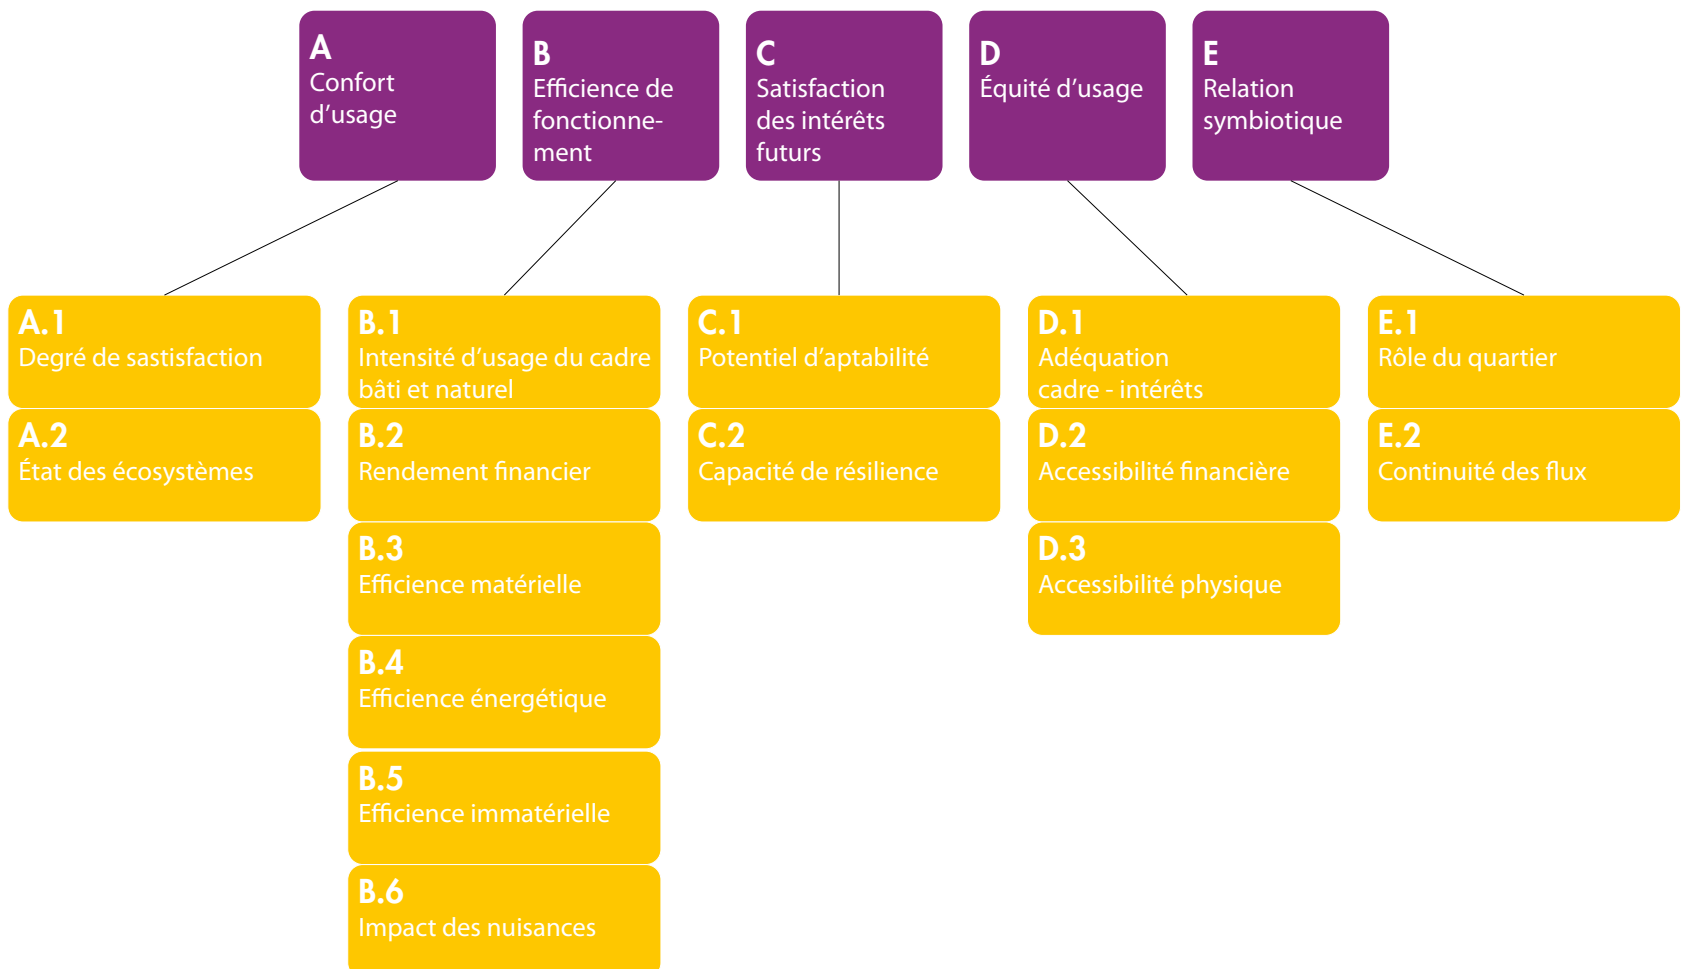 A
Confort
d’usage
B
Efficience de
fonctionne-
ment
C
Satisfaction
des intérêts
futurs
D
Équité d’usage
E
Relation
symbiotique
A.1
Degré de sastisfaction
A.2
État des écosystèmes
B.1
Intensité d’usage du cadre
bâti et naturel
B.2
Rendement financier
B.3
Efficience matérielle
B.4
Efficience énergétique
B.5
Efficience immatérielle
B.6
Impact des nuisances
C.1
Potentiel d’aptabilité
C.2
Capacité de résilience
D.1
Adéquation
cadre - intérêts
D.2
Accessibilité financière
D.3
Accessibilité physique
E.1
Rôle du quartier
E.2
Continuité des flux